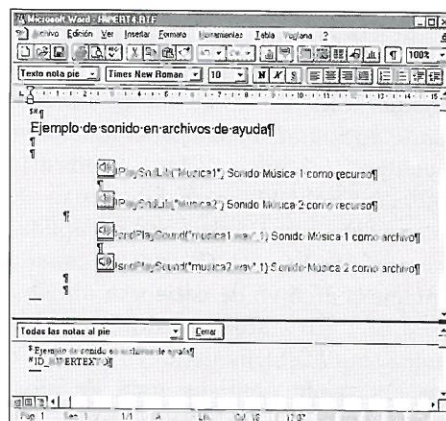 Microsoft Word - HIPERT4.RTF
Archivo Edición Ver Insertar Formato Herramientas Tabla Ventana ?
100%
Texto nota pie Times New Roman 10 N K S
$#¶
Ejemplo·de·sonido·en·archivos·de·ayuda¶
¶
¶
!PlaySndLib("Musica1") Sonido Música 1 como recurso¶
¶
!PlaySndLib("Musica2") Sonido Música 2 como recurso¶
¶
!sndPlaySound("musica1.wav",1) Sonido Música 1 como archivo¶
¶
!sndPlaySound("musica2.wav",1) Sonido Música 2 como archivo¶
¶
¶
Todas las notas al pie Cerrar
$ Ejemplo de sonido en archivos de ayuda¶
# ID_HIPERTEXTO¶
Pág. 1 Sec. 1 1/1 A Lín. Col.